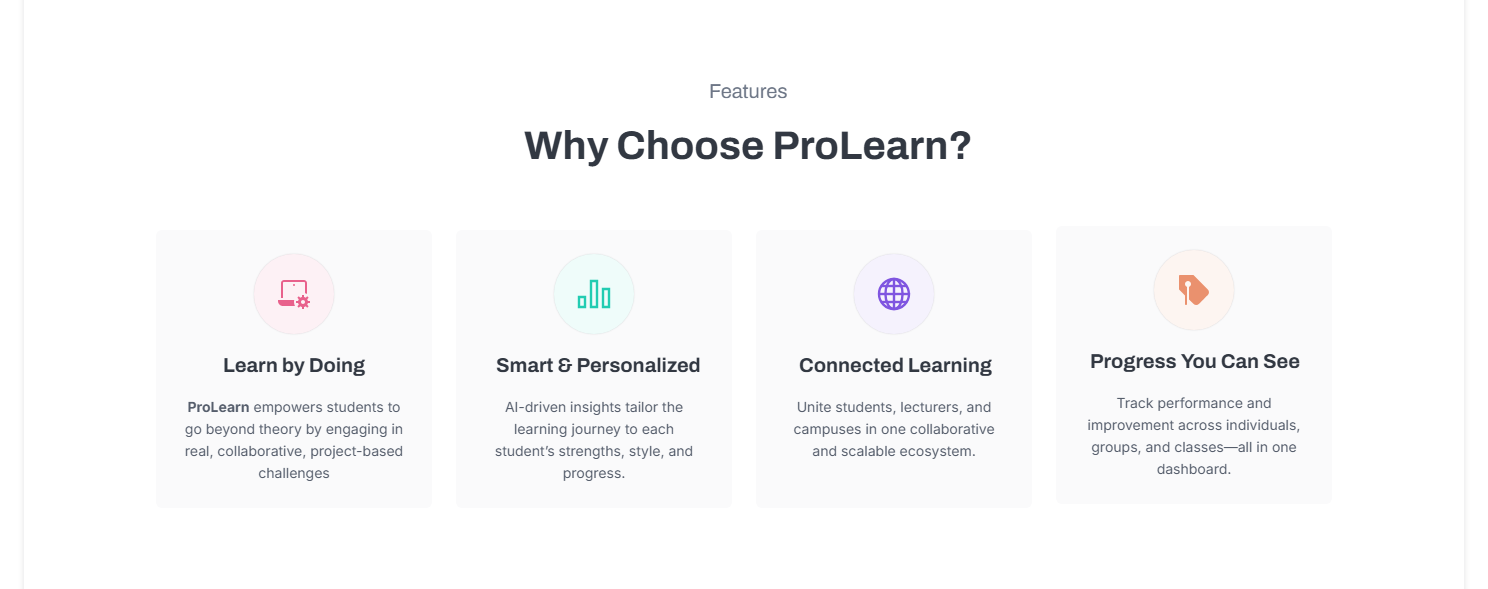 Features
Why Choose ProLearn?
Learn by Doing
ProLearn empowers students to
go beyond theory by engaging in
real, collaborative, project-based
challenges
Smart & Personalized
AI-driven insights tailor the
learning journey to each
student’s strengths, style, and
progress.
Connected Learning
Unite students, lecturers, and
campuses in one collaborative
and scalable ecosystem.
Progress You Can See
Track performance and
improvement across individuals,
groups, and classes—all in one
dashboard.